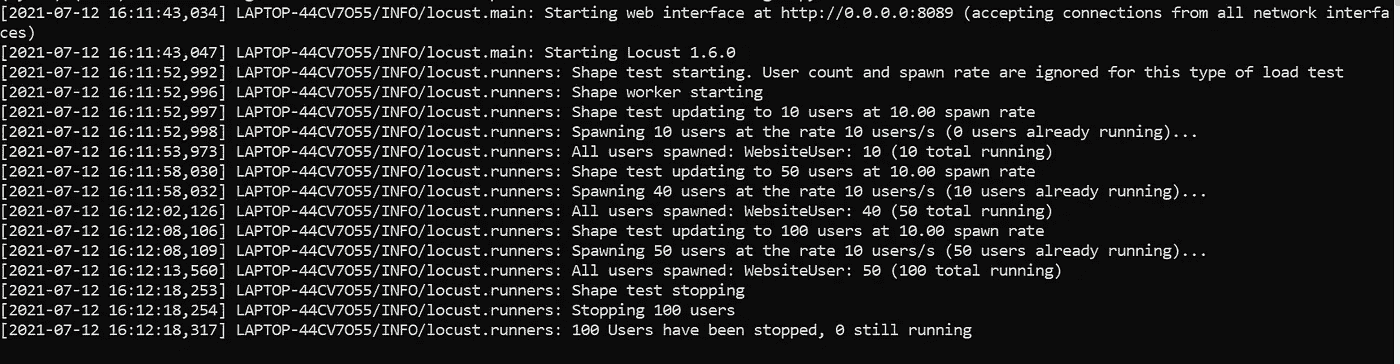 [2021-07-12 16:11:43,034] LAPTOP-44CV7O55/INFO/locust.main: Starting web interface at http://0.0.0.0:8089 (accepting connections from all network interfa
ces)
[2021-07-12 16:11:43,047] LAPTOP-44CV7O55/INFO/locust.main: Starting Locust 1.6.0
[2021-07-12 16:11:52,992] LAPTOP-44CV7O55/INFO/locust.runners: Shape test starting. User count and spawn rate are ignored for this type of load test
[2021-07-12 16:11:52,996] LAPTOP-44CV7O55/INFO/locust.runners: Shape worker starting
[2021-07-12 16:11:52,997] LAPTOP-44CV7O55/INFO/locust.runners: Shape test updating to 10 users at 10.00 spawn rate
[2021-07-12 16:11:52,998] LAPTOP-44CV7O55/INFO/locust.runners: Spawning 10 users at the rate 10 users/s (0 users already running)...
[2021-07-12 16:11:53,973] LAPTOP-44CV7O55/INFO/locust.runners: All users spawned: WebsiteUser: 10 (10 total running)
[2021-07-12 16:11:58,030] LAPTOP-44CV7O55/INFO/locust.runners: Shape test updating to 50 users at 10.00 spawn rate
[2021-07-12 16:11:58,032] LAPTOP-44CV7O55/INFO/locust.runners: Spawning 40 users at the rate 10 users/s (10 users already running)...
[2021-07-12 16:12:02,126] LAPTOP-44CV7O55/INFO/locust.runners: All users spawned: WebsiteUser: 40 (50 total running)
[2021-07-12 16:12:08,106] LAPTOP-44CV7O55/INFO/locust.runners: Shape test updating to 100 users at 10.00 spawn rate
[2021-07-12 16:12:08,109] LAPTOP-44CV7O55/INFO/locust.runners: Spawning 50 users at the rate 10 users/s (50 users already running)...
[2021-07-12 16:12:13,560] LAPTOP-44CV7O55/INFO/locust.runners: All users spawned: WebsiteUser: 50 (100 total running)
[2021-07-12 16:12:18,253] LAPTOP-44CV7O55/INFO/locust.runners: Shape test stopping
[2021-07-12 16:12:18,254] LAPTOP-44CV7O55/INFO/locust.runners: Stopping 100 users
[2021-07-12 16:12:18,317] LAPTOP-44CV7O55/INFO/locust.runners: 100 Users have been stopped, 0 still running